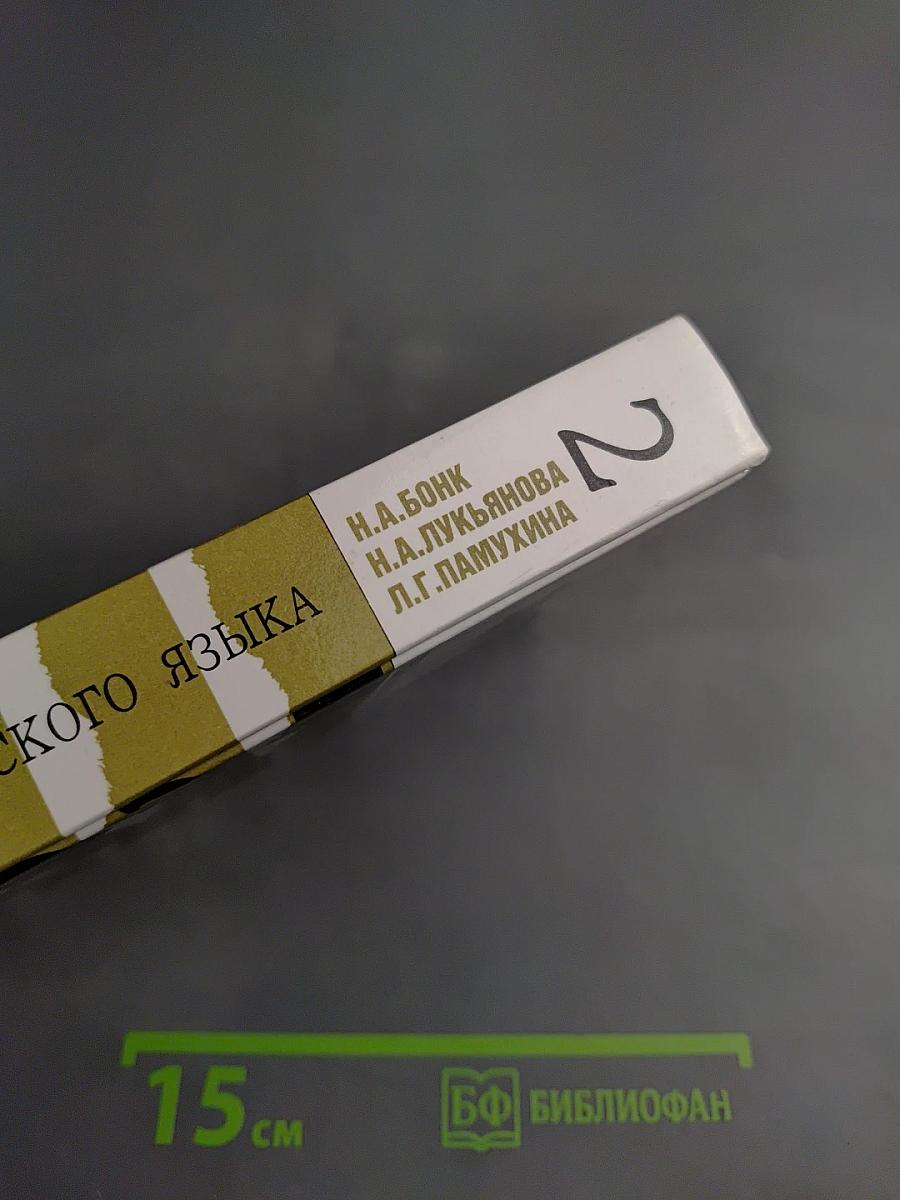 СКОГО ЯЗЫКА
Н.А.БОНК
Н.А.ЛУКЬЯНОВА
Л.Г.ПАМУХИНА
2
15 см
БФ БИБЛИОФАН